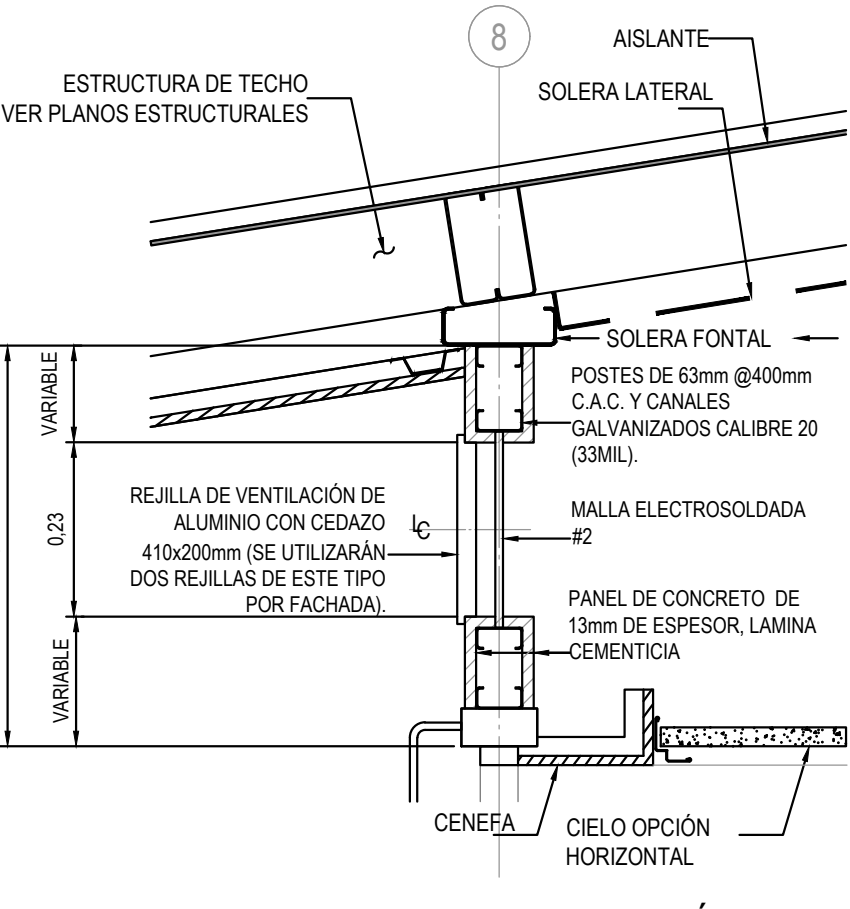 8
AISLANTE
ESTRUCTURA DE TECHO
VER PLANOS ESTRUCTURALES
SOLERA LATERAL
SOLERA FONTAL
VARIABLE
POSTES DE 63mm @400mm
C.A.C. Y CANALES
GALVANIZADOS CALIBRE 20
(33MIL).
0,23
REJILLA DE VENTILACIÓN DE
ALUMINIO CON CEDAZO
410x200mm (SE UTILIZARÁN
DOS REJILLAS DE ESTE TIPO
POR FACHADA).
LC
MALLA ELECTROSOLDADA
#2
PANEL DE CONCRETO DE
13mm DE ESPESOR, LAMINA
CEMENTICIA
VARIABLE
CENEFA
CIELO OPCIÓN
HORIZONTAL